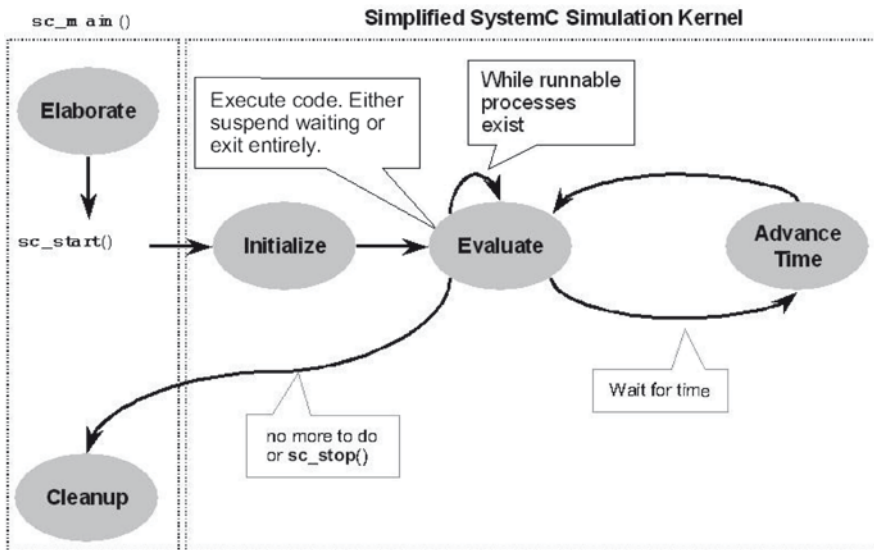 sc_main()
Simplified SystemC Simulation Kernel
Elaborate
Execute code. Either
suspend waiting or
exit entirely.
While runnable
processes
exist
sc_start()
Initialize
Evaluate
Advance
Time
Wait for time
no more to do
or sc_stop()
Cleanup